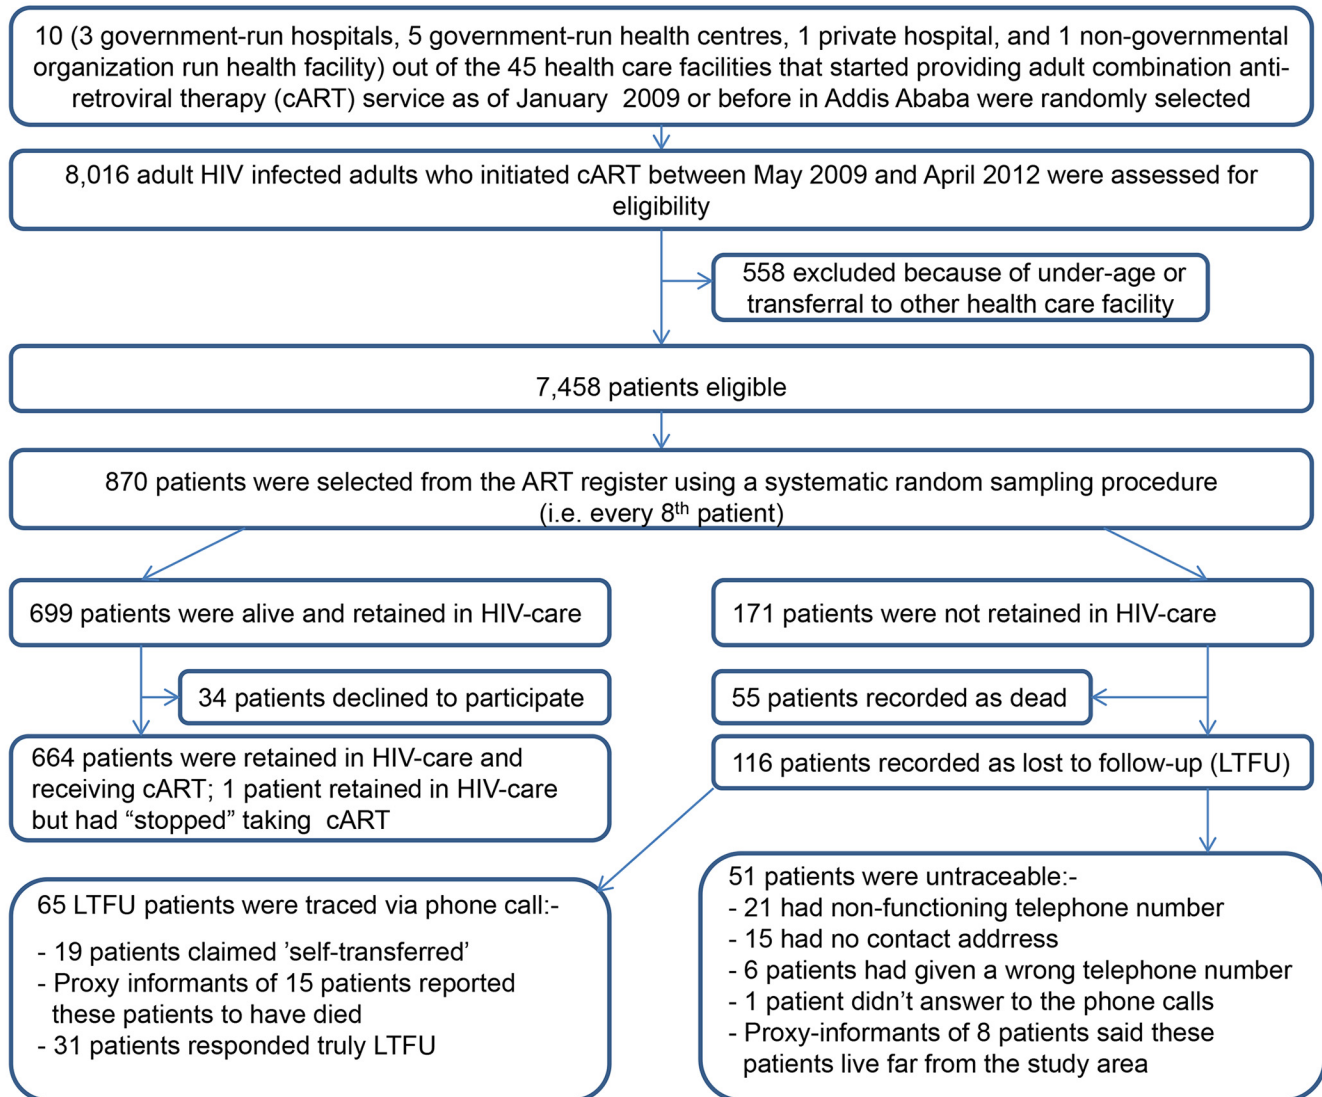 10 (3 government-run hospitals, 5 government-run health centres, 1 private hospital, and 1 non-governmental
organization run health facility) out of the 45 health care facilities that started providing adult combination anti-
retroviral therapy (cART) service as of January  2009 or before in Addis Ababa were randomly selected
8,016 adult HIV infected adults who initiated cART between May 2009 and April 2012 were assessed for
eligibility
558 excluded because of under-age or
transferral to other health care facility
7,458 patients eligible
870 patients were selected from the ART register using a systematic random sampling procedure
(i.e. every 8th patient)
699 patients were alive and retained in HIV-care
171 patients were not retained in HIV-care
34 patients declined to participate
55 patients recorded as dead
664 patients were retained in HIV-care and
receiving cART; 1 patient retained in HIV-care
but had “stopped” taking  cART
116 patients recorded as lost to follow-up (LTFU)
65 LTFU patients were traced via phone call:-
- 19 patients claimed ’self-transferred’
- Proxy informants of 15 patients reported
these patients to have died
- 31 patients responded truly LTFU
51 patients were untraceable:-
- 21 had non-functioning telephone number
- 15 had no contact addrress
- 6 patients had given a wrong telephone number
- 1 patient didn’t answer to the phone calls
- Proxy-informants of 8 patients said these
patients live far from the study area